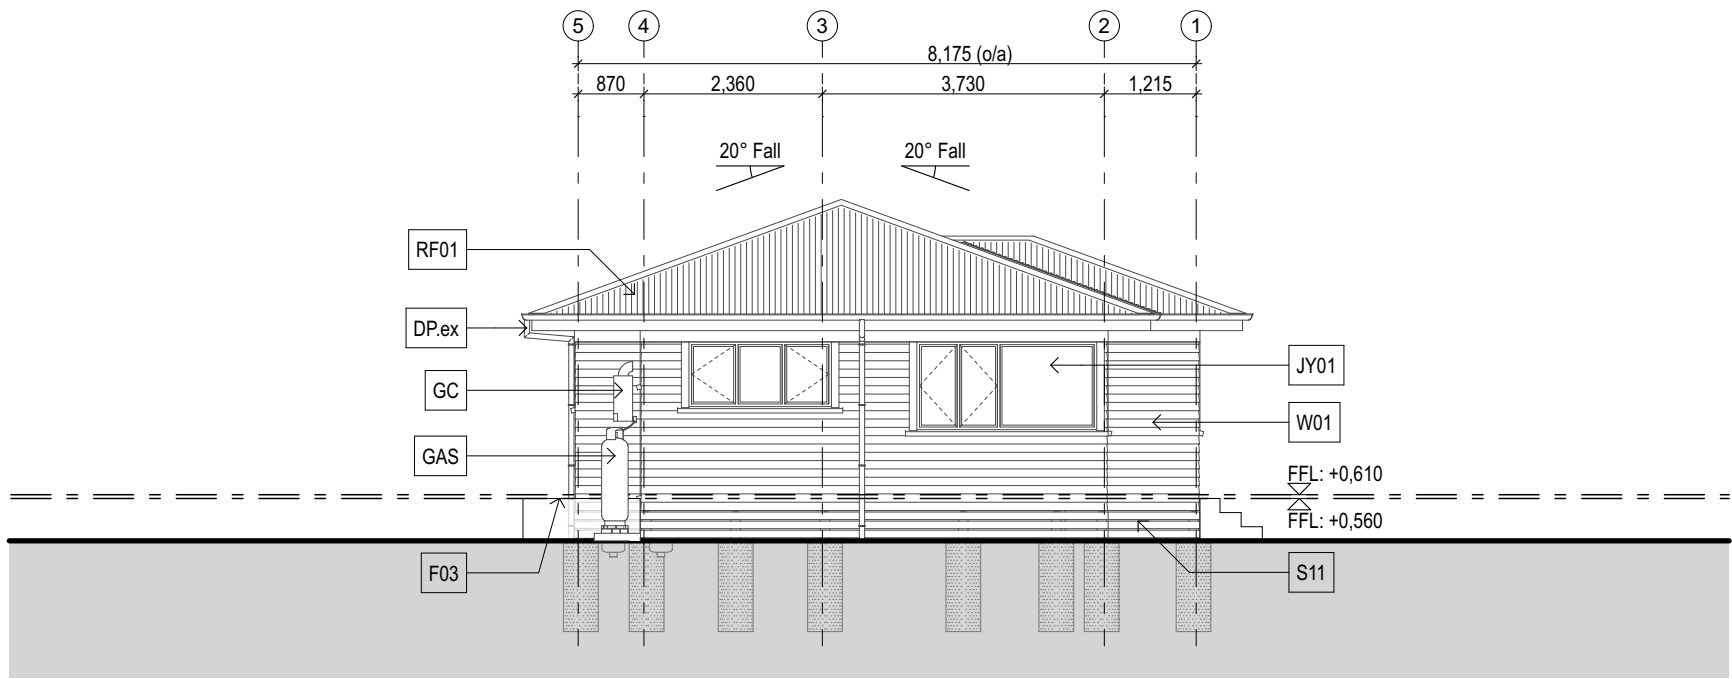 5 4 3 2 1
8,175 (o/a)
870 2,360 3,730 1,215
20° Fall 20° Fall
RF01
DP.ex
GC
GAS
F03
JY01
W01
FFL: +0,610
FFL: +0,560
S11